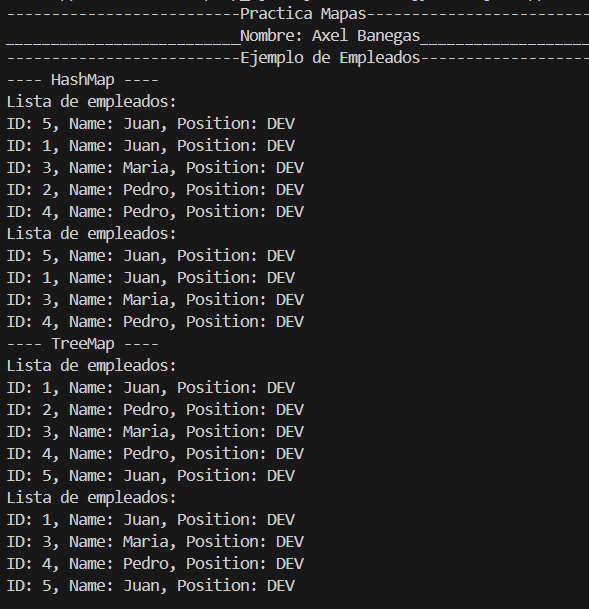 --------------------------Practica Mapas-------------------------
__________________________Nombre: Axel Banegas___________________
--------------------------Ejemplo de Empleados-------------------
---- HashMap ----
Lista de empleados:
ID: 5, Name: Juan, Position: DEV
ID: 1, Name: Juan, Position: DEV
ID: 3, Name: Maria, Position: DEV
ID: 2, Name: Pedro, Position: DEV
ID: 4, Name: Pedro, Position: DEV
Lista de empleados:
ID: 5, Name: Juan, Position: DEV
ID: 1, Name: Juan, Position: DEV
ID: 3, Name: Maria, Position: DEV
ID: 4, Name: Pedro, Position: DEV
---- TreeMap ----
Lista de empleados:
ID: 1, Name: Juan, Position: DEV
ID: 2, Name: Pedro, Position: DEV
ID: 3, Name: Maria, Position: DEV
ID: 4, Name: Pedro, Position: DEV
ID: 5, Name: Juan, Position: DEV
Lista de empleados:
ID: 1, Name: Juan, Position: DEV
ID: 3, Name: Maria, Position: DEV
ID: 4, Name: Pedro, Position: DEV
ID: 5, Name: Juan, Position: DEV